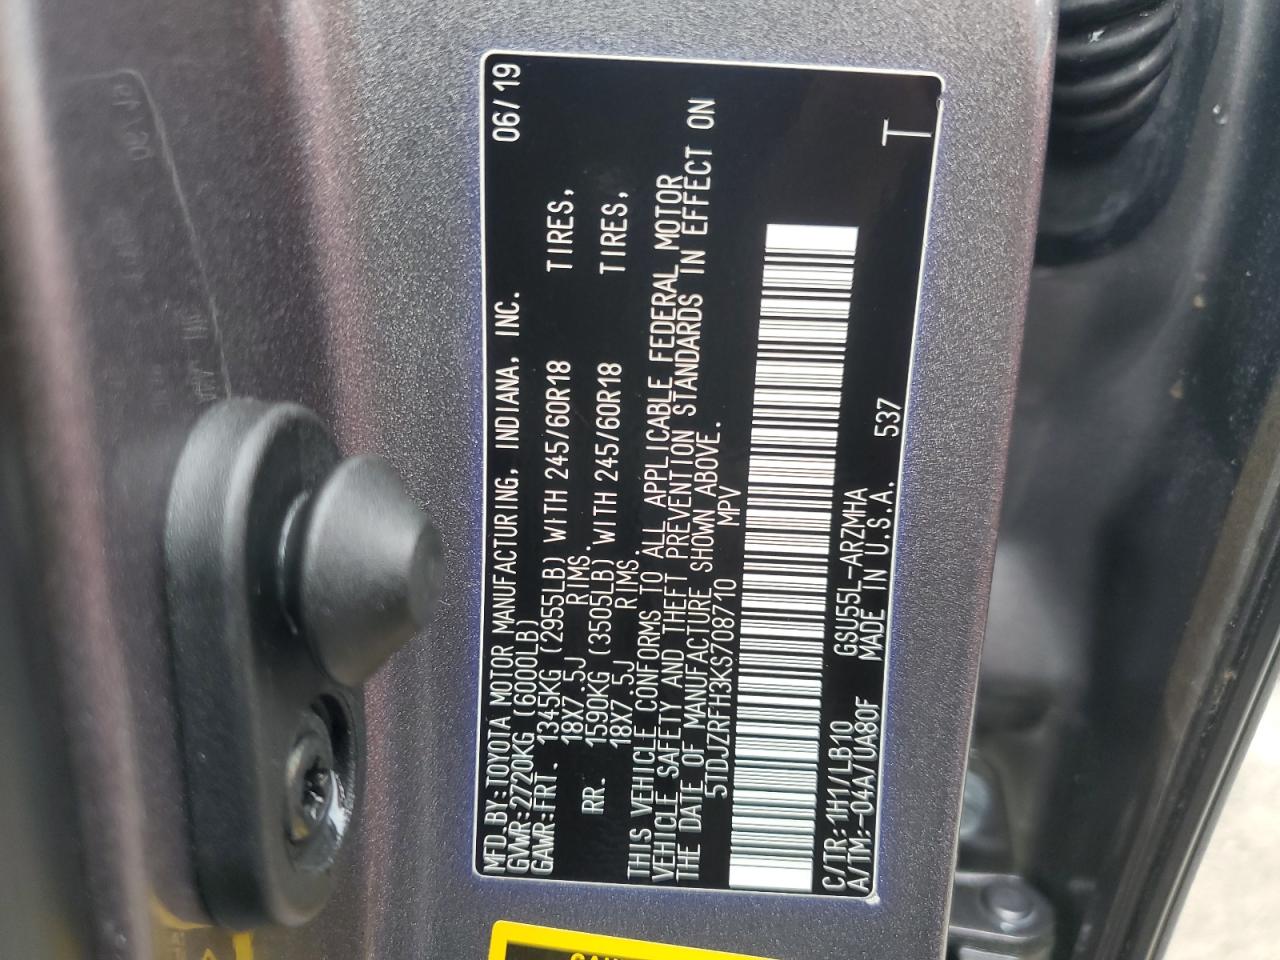 MFD.BY:TOYOTA MOTOR MANUFACTURING, INDIANA, INC. 06/19
GVWR:2720KG (6000LB)
GAWR:FRT. 1345KG (2955LB) WITH 245/60R18 TIRES,
18X7.5J RIMS.
RR. 1590KG (3505LB) WITH 245/60R18 TIRES,
18X7.5J RIMS.
THIS VEHICLE CONFORMS TO ALL APPLICABLE FEDERAL MOTOR
VEHICLE SAFETY AND THEFT PREVENTION STANDARDS IN EFFECT ON
THE DATE OF MANUFACTURE SHOWN ABOVE.
5TDJZRFH3KS708710 MPV
C/TR:1H1/LB10 GSU55L-ARZMHA T
A/TM:-04A/UA80F MADE IN U.S.A. 537